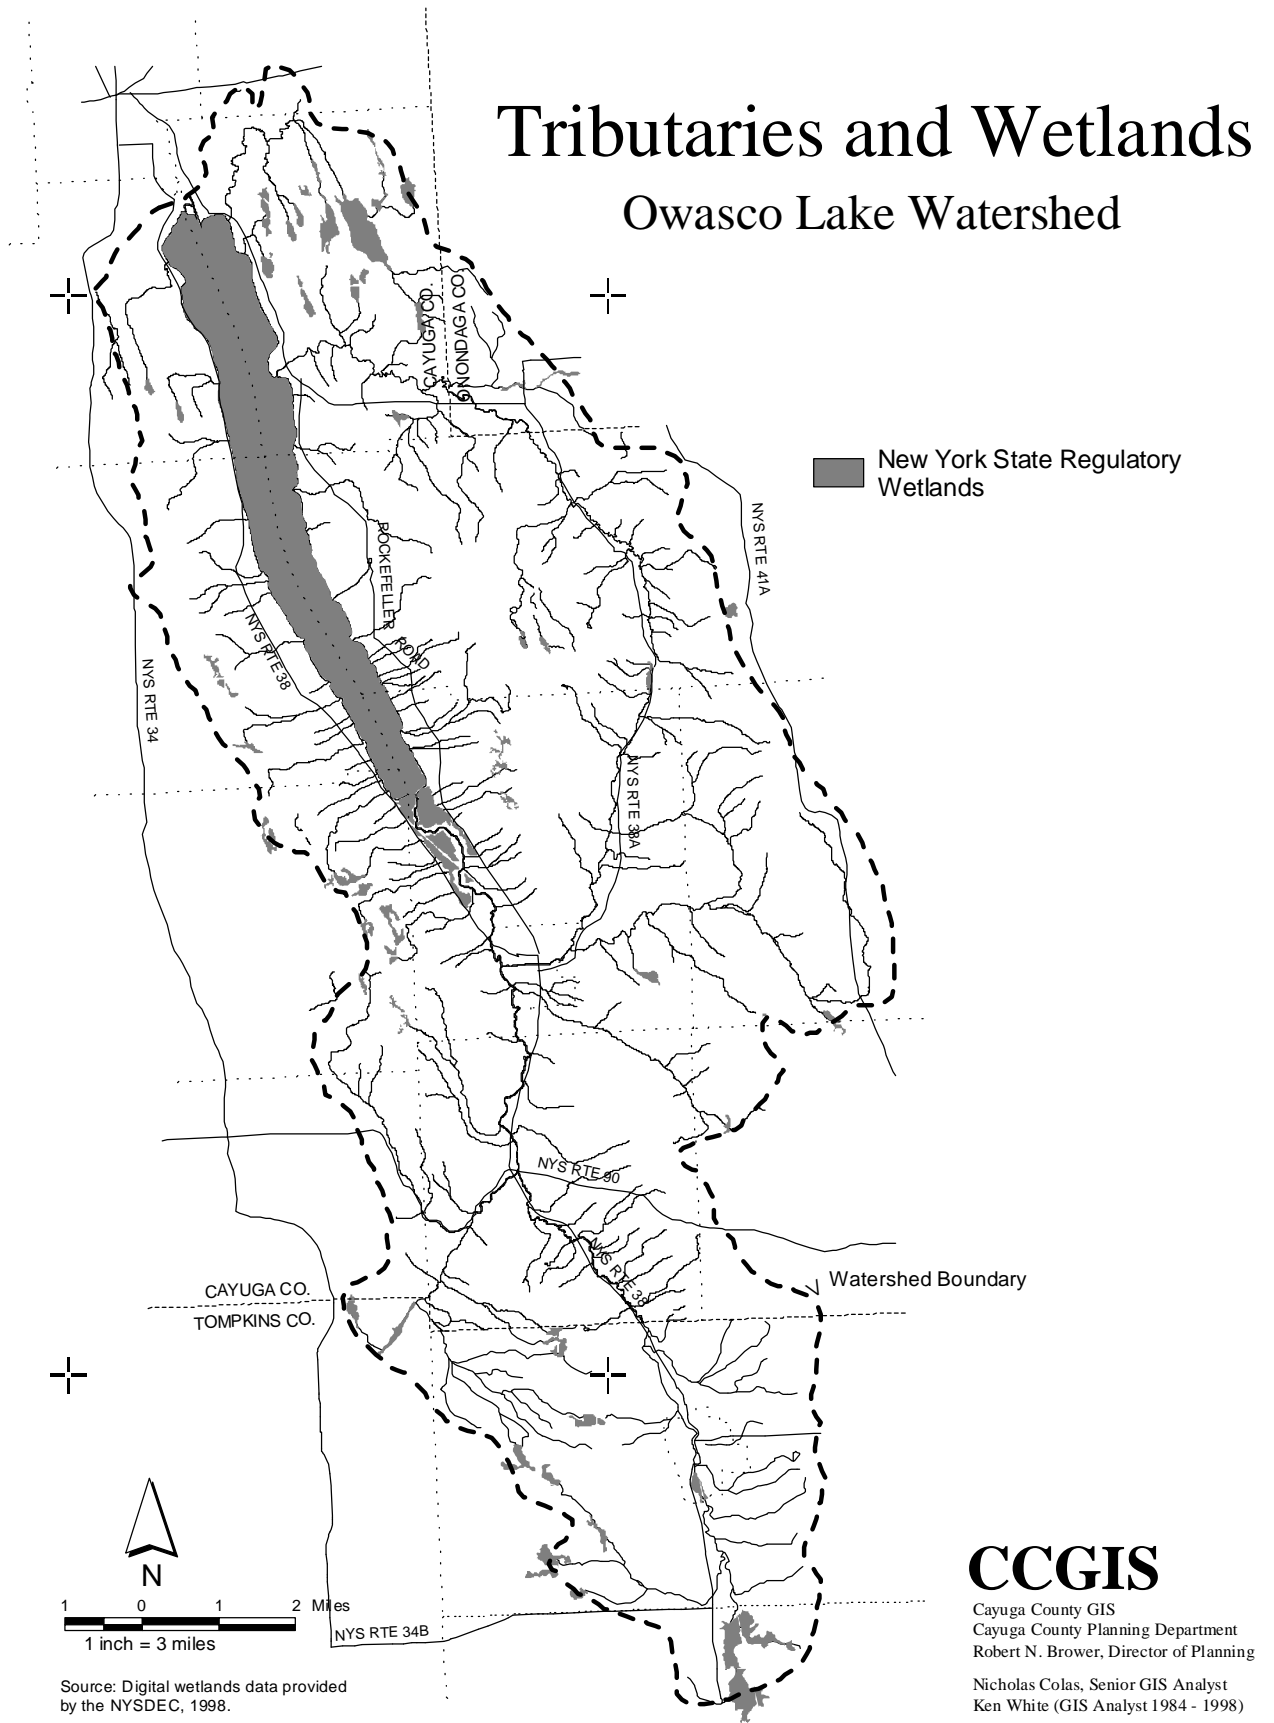 Tributaries and Wetlands
Owasco Lake Watershed
CAYUGA CO.
ONONDAGA CO.
New York State Regulatory
Wetlands
NYS RTE 41A
ROCKEFELLER ROAD
NYS RTE 38
NYS RTE 34
NYS RTE 38A
NYS RTE 90
NYS RTE 38
Watershed Boundary
CAYUGA CO.
TOMPKINS CO.
N
1 0 1 2 Miles
1 inch = 3 miles
NYS RTE 34B
Source: Digital wetlands data provided
by the NYSDEC, 1998.
CCGIS
Cayuga County GIS
Cayuga County Planning Department
Robert N. Brower, Director of Planning
Nicholas Colas, Senior GIS Analyst
Ken White (GIS Analyst 1984 - 1998)